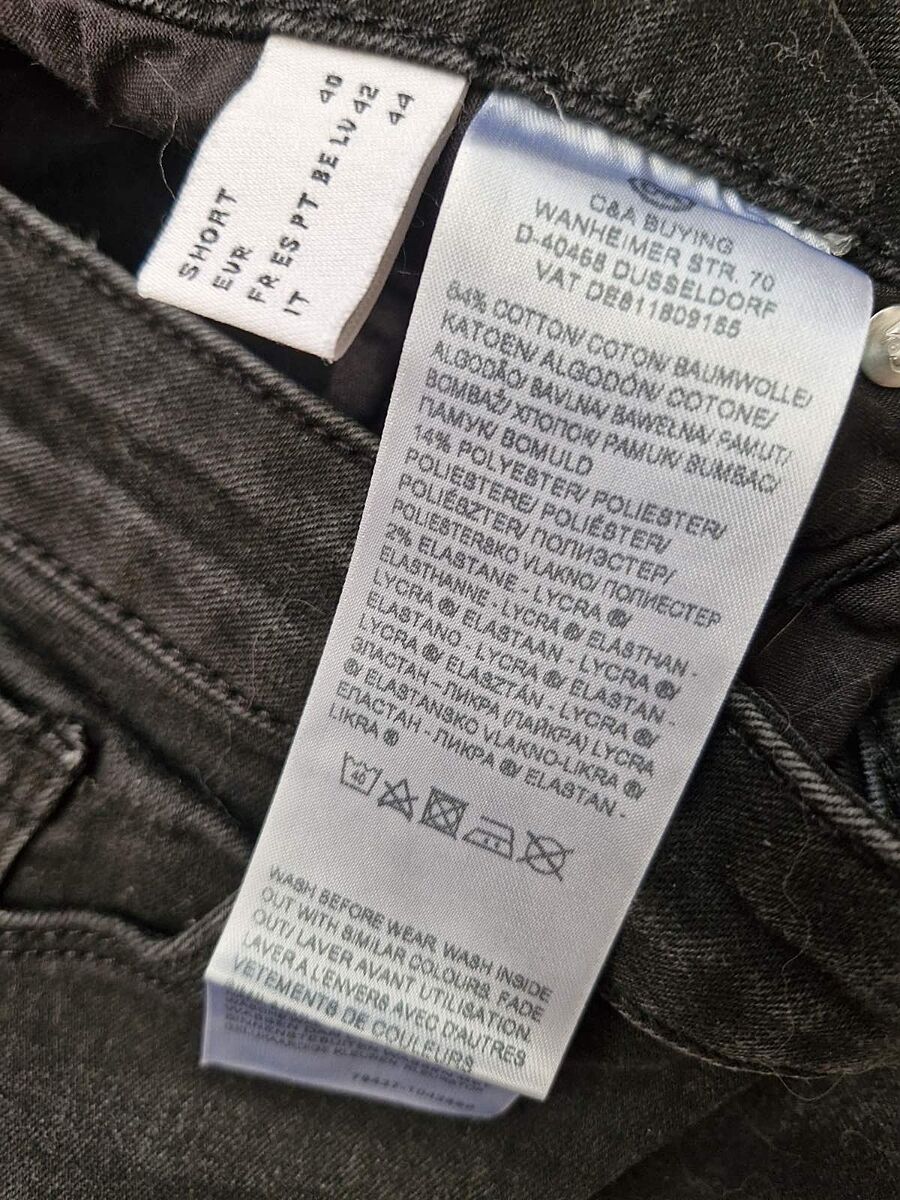 SHORT
EUR 40
FR ES PT BE LU 42
IT 44
C&A BUYING
WANHEIMER STR. 70
D-40468 DUSSELDORF
VAT DE811809185
84% COTTON/ COTON/ BAUMWOLLE/
KATOEN/ ALGODÓN/ COTONE/
ALGODÃO/ BAVLNA/ BAWEŁNA/ PAMUT/
BOMBAŽ/ ХЛОПОК/ PAMUK/ BUMBAC/
ПАМУК/ BOMULD
14% POLYESTER/ POLIESTER/
POLIESTERE/ POLIÉSTER/
POLIÉSZTER/ ПОЛИЭСТЕР/
POLIESTERSKO VLAKNO/ ПОЛИЕСТЕР
2% ELASTANE - LYCRA ®/
ELASTHANNE - LYCRA ®/ ELASTHAN -
LYCRA ®/ ELASTAAN - LYCRA ®/
ELASTANO - LYCRA ®/ ELASTAN -
LYCRA ®/ ELASZTÁN - LYCRA ®/
ЭЛАСТАН - ЛИКРА (ЛАЙКРА) LYCRA
®/ ELASTANSKO VLAKNO-LIKRA ®/
ЕЛАСТАН - ЛИКРА ®/ ELASTAN -
LIKRA ®
40
WASH BEFORE WEAR. WASH INSIDE
OUT WITH SIMILAR COLOURS. FADE
OUT/ LAVER AVANT UTILISATION.
LAVER A L'ENVERS AVEC D'AUTRES
VETEMENTS DE COULEURS